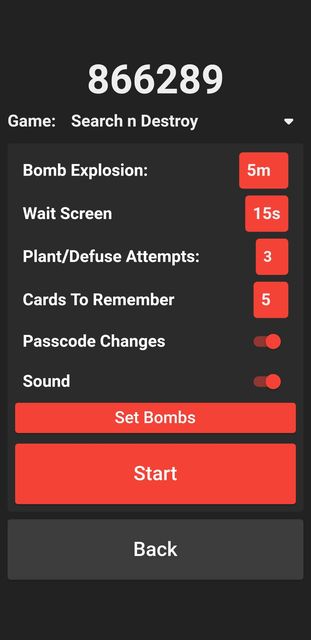 866289
Game: Search n Destroy
Bomb Explosion: 5m
Wait Screen 15s
Plant/Defuse Attempts: 3
Cards To Remember 5
Passcode Changes
Sound
Set Bombs
Start
Back